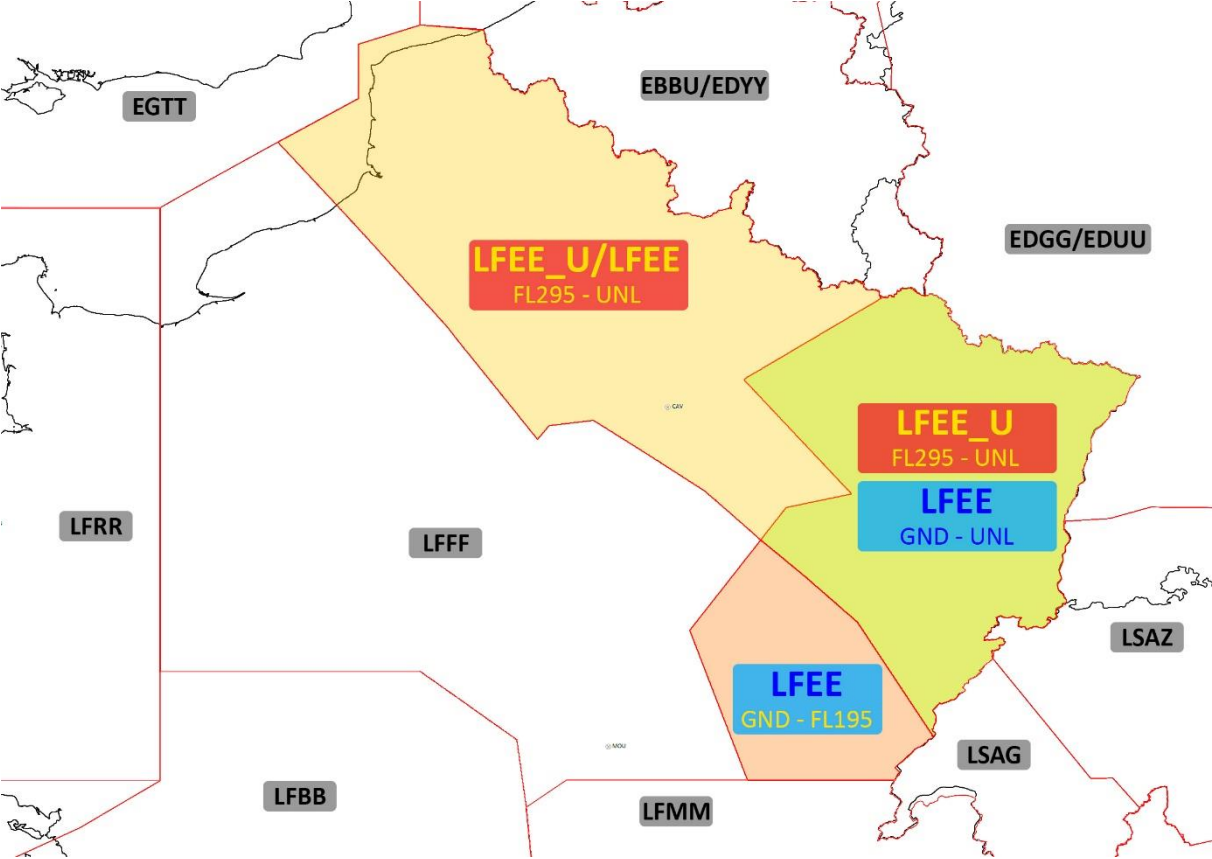 EBBU/EDYY
EGTT
EDGG/EDUU
LFEE_U/LFEE
FL295 - UNL
CAV
LFEE_U
FL295 - UNL
LFEE
GND - UNL
LFRR
LFFF
LSAZ
LFEE
GND - FL195
MOU
LSAG
LFBB
LFMM